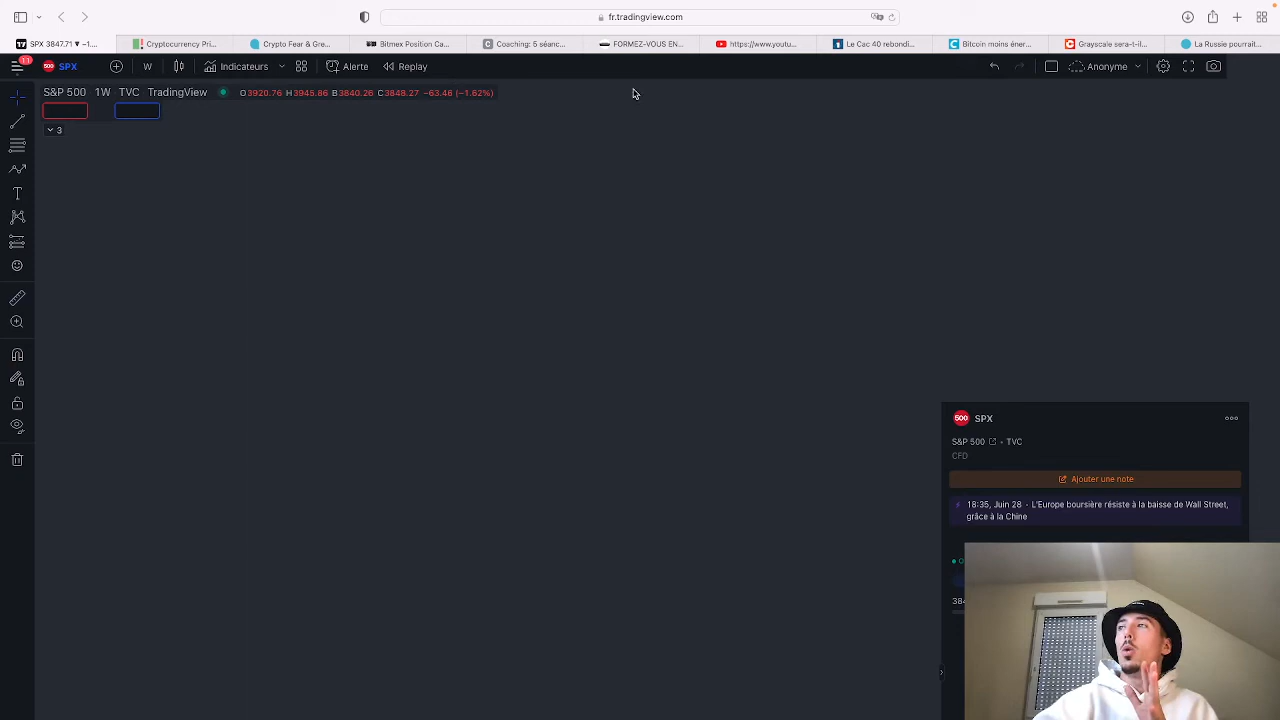 fr.tradingview.com
SPX 3847.71 ▼ −1....
Cryptocurrency Pri...
Crypto Fear & Gre...
Bitmex Position Ca...
Coaching: 5 séanc...
FORMEZ-VOUS EN...
https://www.youtu...
Le Cac 40 rebondi...
Bitcoin moins éner...
Grayscale sera-t-il...
La Russie pourrait...
11
500 SPX
W
Indicateurs
Alerte
Replay
Anonyme
S&P 500 1W TVC TradingView
O3920.76 H3945.86 B3840.26 C3848.27 −63.46 (−1.62%)
3
500 SPX
S&P 500 • TVC
CFD
Ajouter une note
18:35, Juin 28 · L'Europe boursière résiste à la baisse de Wall Street,
grâce à la Chine